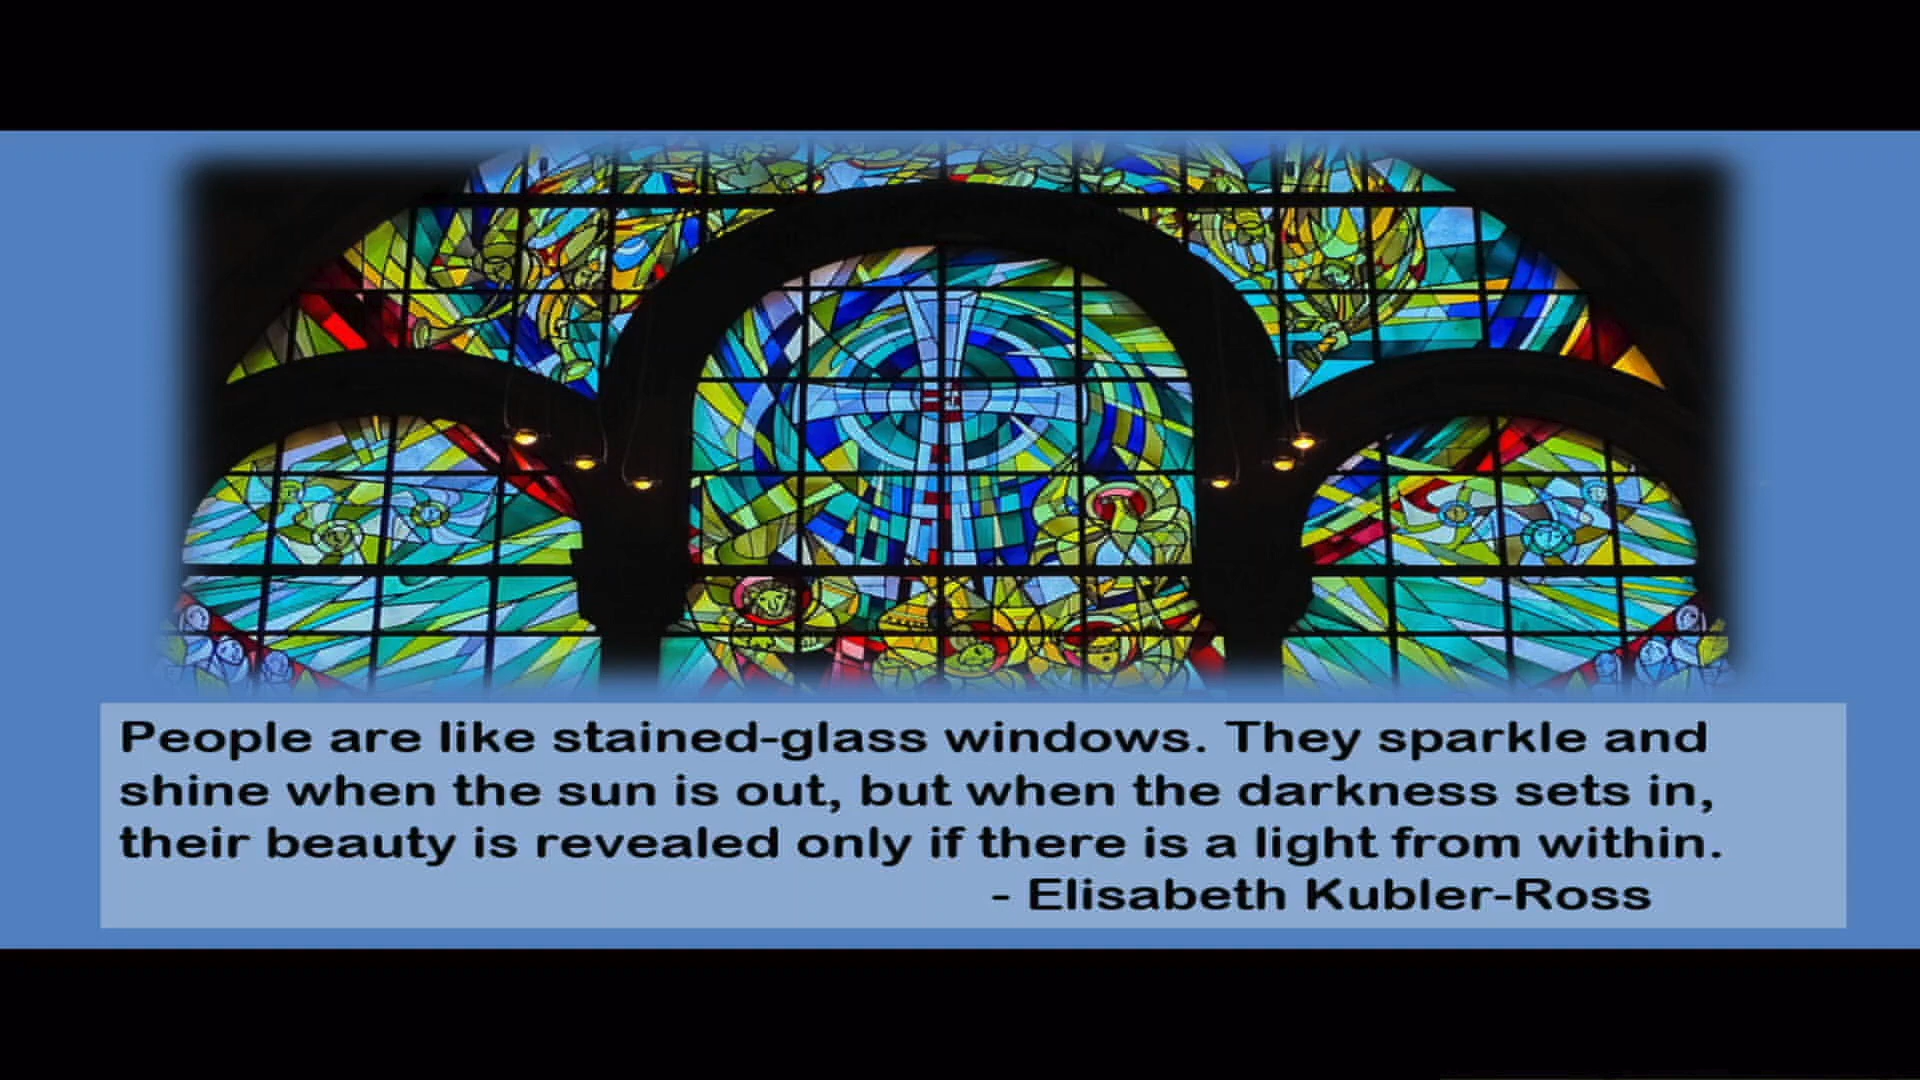 People are like stained-glass windows. They sparkle and
shine when the sun is out, but when the darkness sets in,
their beauty is revealed only if there is a light from within.
- Elisabeth Kubler-Ross